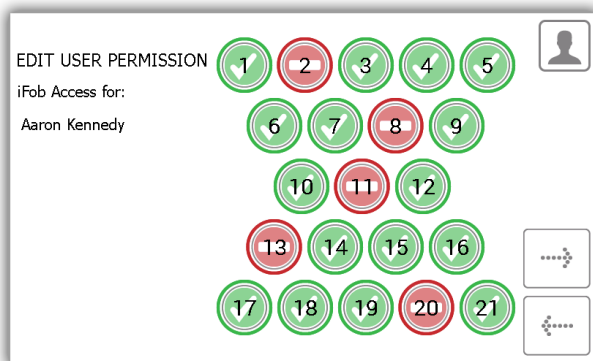 EDIT USER PERMISSION
iFob Access for:
Aaron Kennedy
1 2 3 4 5
6 7 8 9
10 11 12
13 14 15 16
17 18 19 20 21